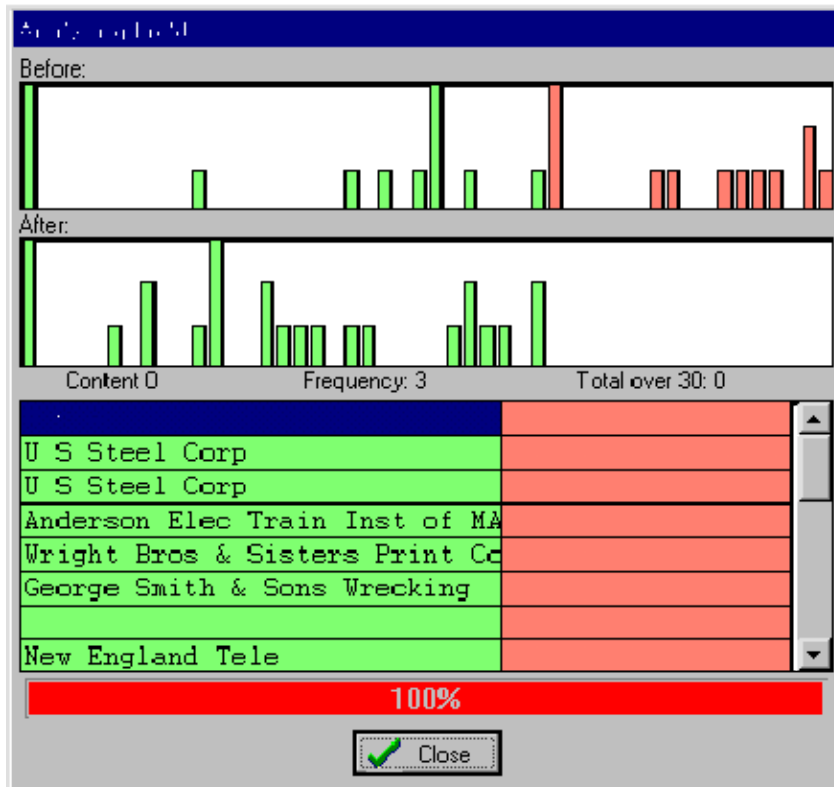 Before:
After:
Content 0 Frequency: 3 Total over 30: 0
U S Steel Corp
U S Steel Corp
Anderson Elec Train Inst of MA
Wright Bros & Sisters Print Co
George Smith & Sons Wrecking
New England Tele
100%
Close